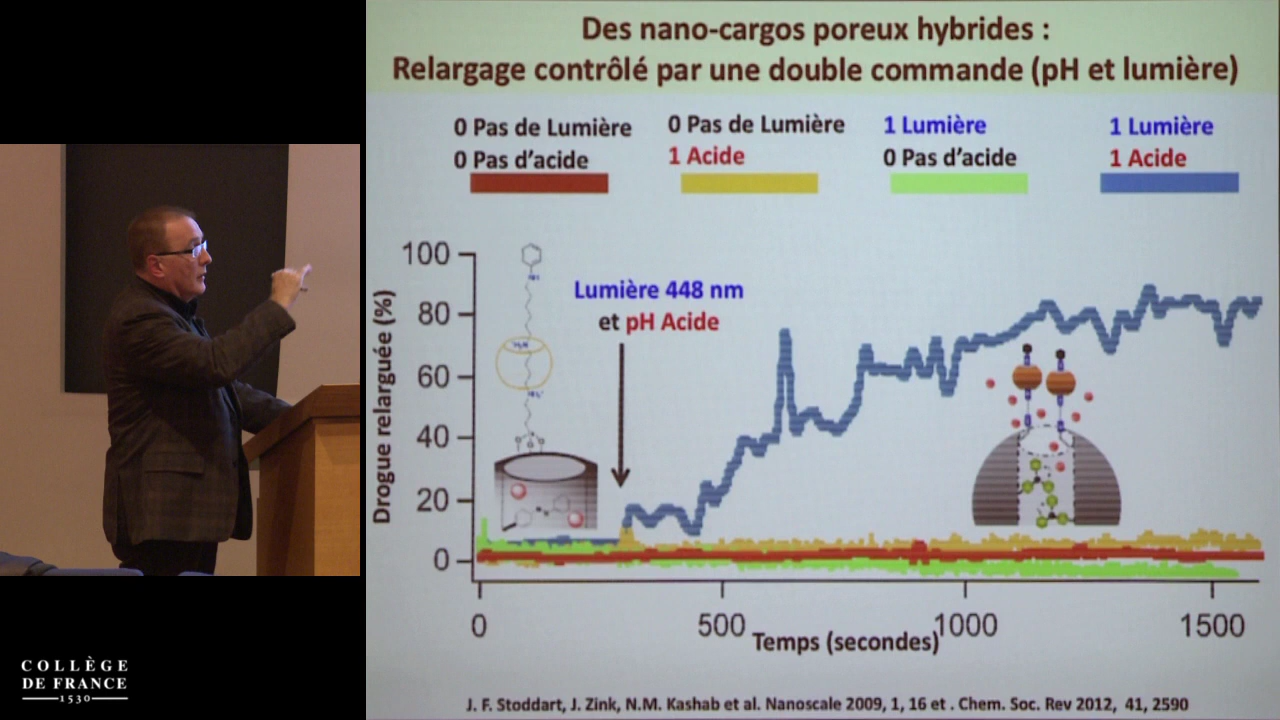 Des nano-cargos poreux hybrides :
Relargage contrôlé par une double commande (pH et lumière)
0 Pas de Lumière
0 Pas d'acide
0 Pas de Lumière
1 Acide
1 Lumière
0 Pas d'acide
1 Lumière
1 Acide
Drogue relarguée (%)
100
80
60
40
20
0
Lumière 448 nm
et pH Acide
0
500
1000
1500
Temps (secondes)
J. F. Stoddart, J. Zink, N.M. Kashab et al. Nanoscale 2009, 1, 16 et . Chem. Soc. Rev 2012, 41, 2590
COLLÈGE
DE FRANCE
1530